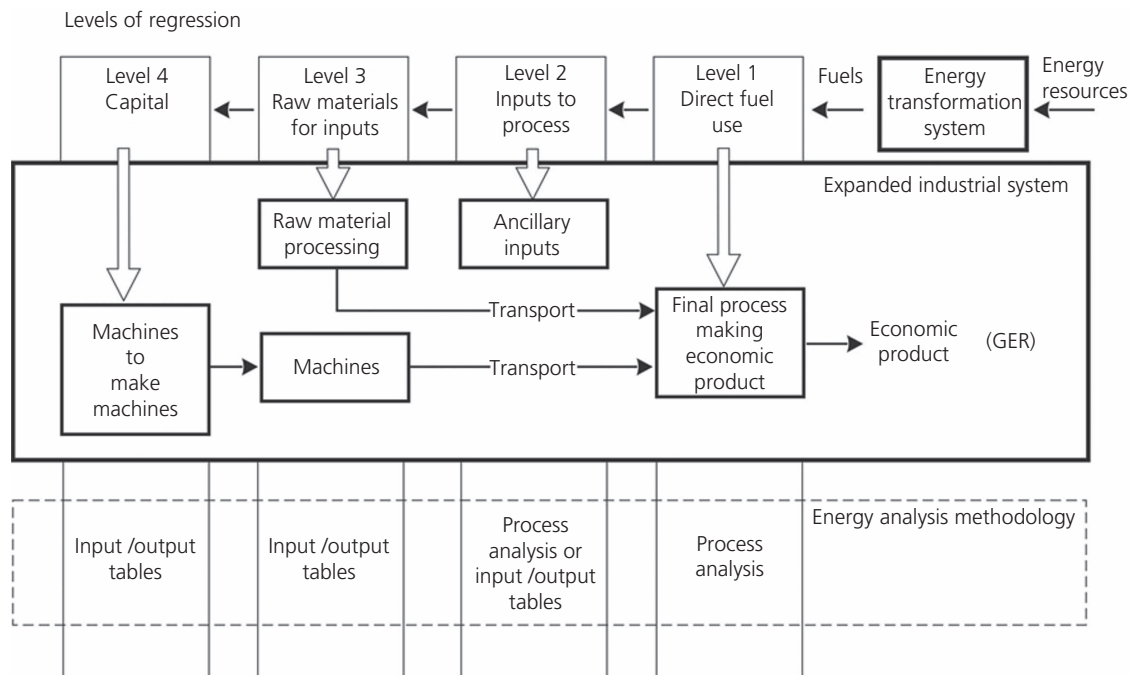 Levels of regression
Level 4
Capital
Level 3
Raw materials
for inputs
Level 2
Inputs to
process
Level 1
Direct fuel
use
Fuels
Energy
transformation
system
Energy
resources
Expanded industrial system
Raw material
processing
Ancillary
inputs
Transport
Machines
to
make
machines
Machines
Transport
Final process
making
economic
product
Economic
product
(GER)
Energy analysis methodology
Input /output
tables
Input /output
tables
Process
analysis or
input /output
tables
Process
analysis